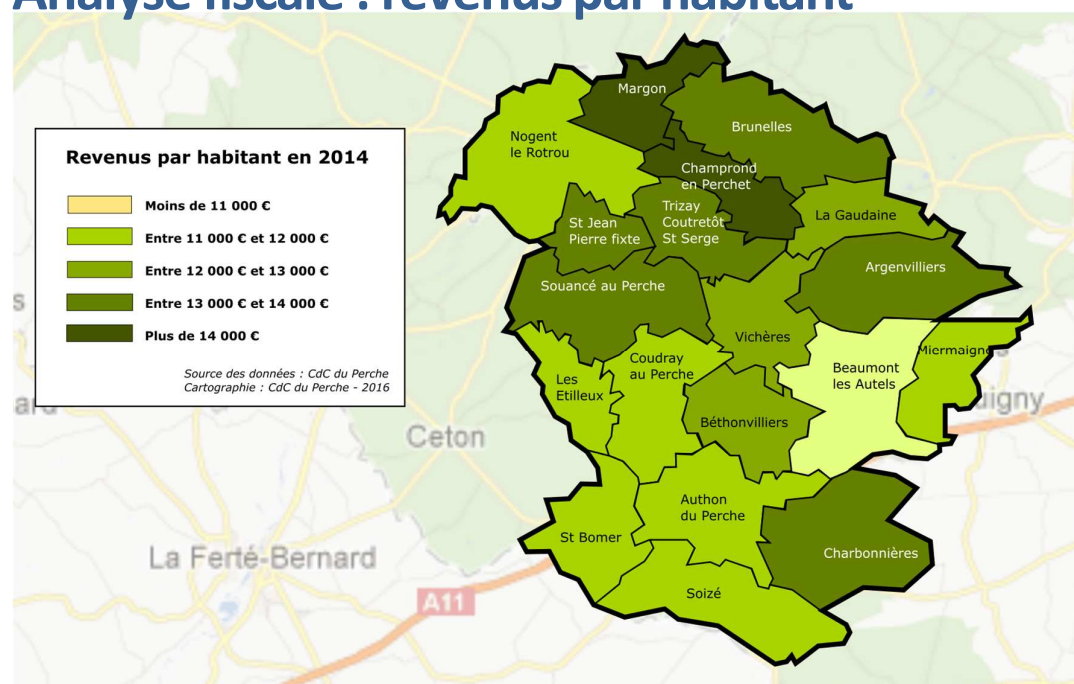 Analyse fiscale : revenus par habitant
Margon
Brunelles
Nogent
le Rotrou
Champrond
en Perchet
Revenus par habitant en 2014
Moins de 11 000 €
Entre 11 000 € et 12 000 €
Entre 12 000 € et 13 000 €
Entre 13 000 € et 14 000 €
Plus de 14 000 €
Source des données : CdC du Perche
Cartographie : CdC du Perche - 2016
Trizay
Coutretôt
St Serge
La Gaudaine
St Jean
Pierre fixte
Argenvilliers
Souancé au Perche
Vichères
Miermaigne
Coudray
au Perche
Beaumont
les Autels
Les
Etilleux
uigny
Béthonvilliers
Ceton
Authon
du Perche
St Bomer
Charbonnières
La Ferté-Bernard
A11
Soizé